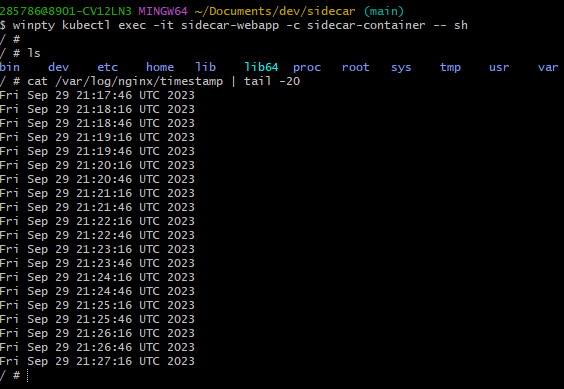 285786@8901-CV12LN3 MINGW64 ~/Documents/dev/sidecar (main)
$ winpty kubectl exec -it sidecar-webapp -c sidecar-container -- sh
/ #
/ # ls
bin    dev    etc    home   lib    lib64  proc   root   sys    tmp    usr    var
/ # cat /var/log/nginx/timestamp | tail -20
Fri Sep 29 21:17:46 UTC 2023
Fri Sep 29 21:18:16 UTC 2023
Fri Sep 29 21:18:46 UTC 2023
Fri Sep 29 21:19:16 UTC 2023
Fri Sep 29 21:19:46 UTC 2023
Fri Sep 29 21:20:16 UTC 2023
Fri Sep 29 21:20:46 UTC 2023
Fri Sep 29 21:21:16 UTC 2023
Fri Sep 29 21:21:46 UTC 2023
Fri Sep 29 21:22:16 UTC 2023
Fri Sep 29 21:22:46 UTC 2023
Fri Sep 29 21:23:16 UTC 2023
Fri Sep 29 21:23:46 UTC 2023
Fri Sep 29 21:24:16 UTC 2023
Fri Sep 29 21:24:46 UTC 2023
Fri Sep 29 21:25:16 UTC 2023
Fri Sep 29 21:25:46 UTC 2023
Fri Sep 29 21:26:16 UTC 2023
Fri Sep 29 21:26:46 UTC 2023
Fri Sep 29 21:27:16 UTC 2023
/ #